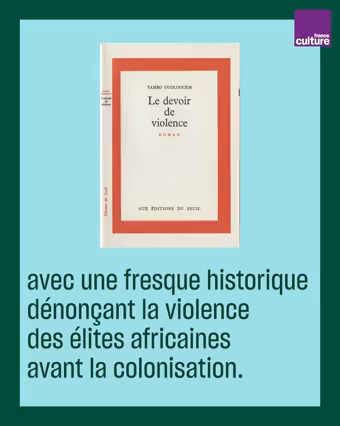 france
culture
YAMBO OUOLOGUEM
Le devoir
de
violence
ROMAN
AUX ÉDITIONS DU SEUIL
avec une fresque historique
dénonçant la violence
des élites africaines
avant la colonisation.